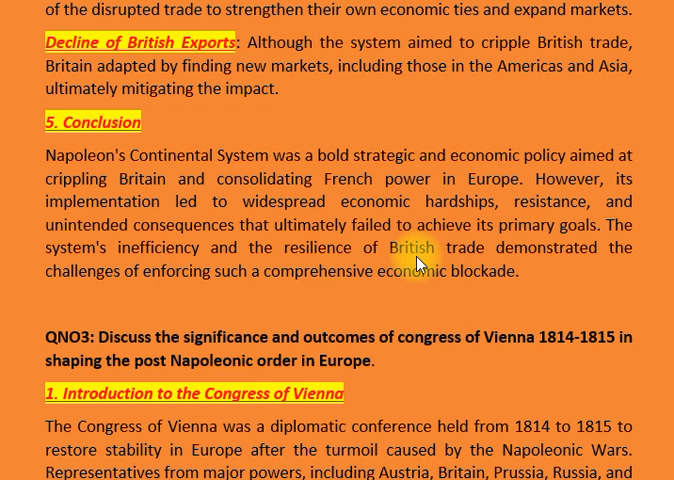 of the disrupted trade to strengthen their own economic ties and expand markets.
Decline of British Exports: Although the system aimed to cripple British trade,
Britain adapted by finding new markets, including those in the Americas and Asia,
ultimately mitigating the impact.
5. Conclusion
Napoleon's Continental System was a bold strategic and economic policy aimed at
crippling Britain and consolidating French power in Europe. However, its
implementation led to widespread economic hardships, resistance, and
unintended consequences that ultimately failed to achieve its primary goals. The
system's inefficiency and the resilience of British trade demonstrated the
challenges of enforcing such a comprehensive economic blockade.
QNO3: Discuss the significance and outcomes of congress of Vienna 1814-1815 in
shaping the post Napoleonic order in Europe.
1. Introduction to the Congress of Vienna
The Congress of Vienna was a diplomatic conference held from 1814 to 1815 to
restore stability in Europe after the turmoil caused by the Napoleonic Wars.
Representatives from major powers, including Austria, Britain, Prussia, Russia, and